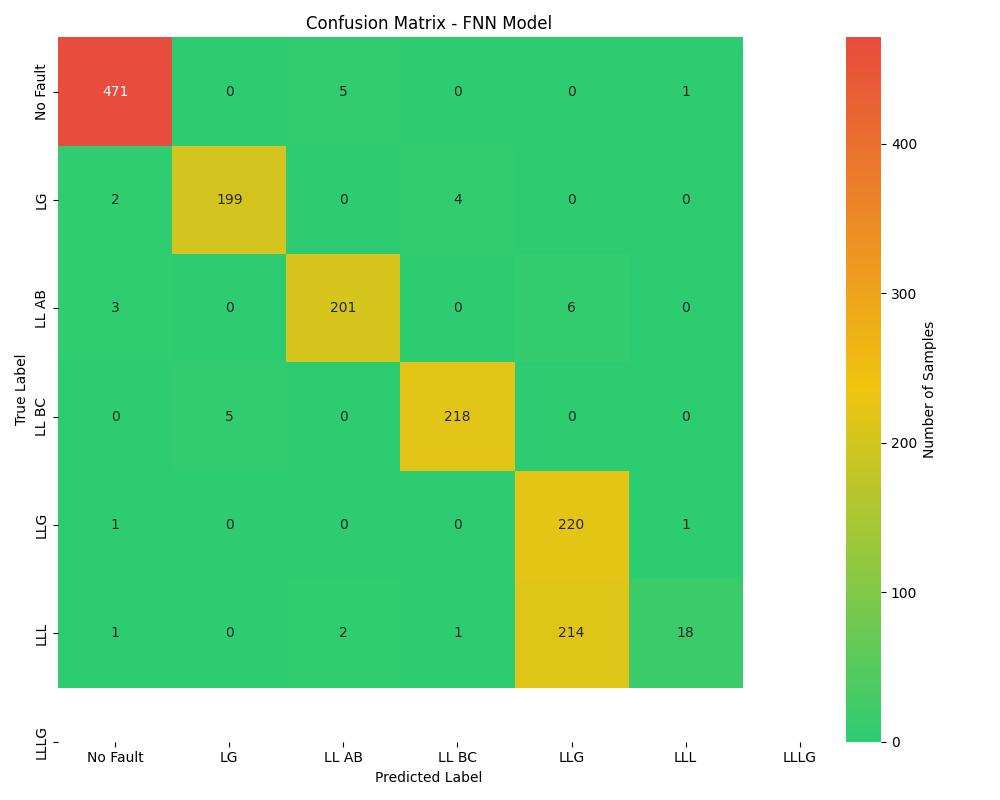 Confusion Matrix - FNN Model
True Label
No Fault 471 0 5 0 0 1
LG 2 199 0 4 0 0
LL AB 3 0 201 0 6 0
LL BC 0 5 0 218 0 0
LLG 1 0 0 0 220 1
LLL 1 0 2 1 214 18
LLLG
No Fault LG LL AB LL BC LLG LLL LLLG
Predicted Label
400
300
200
100
0
Number of Samples